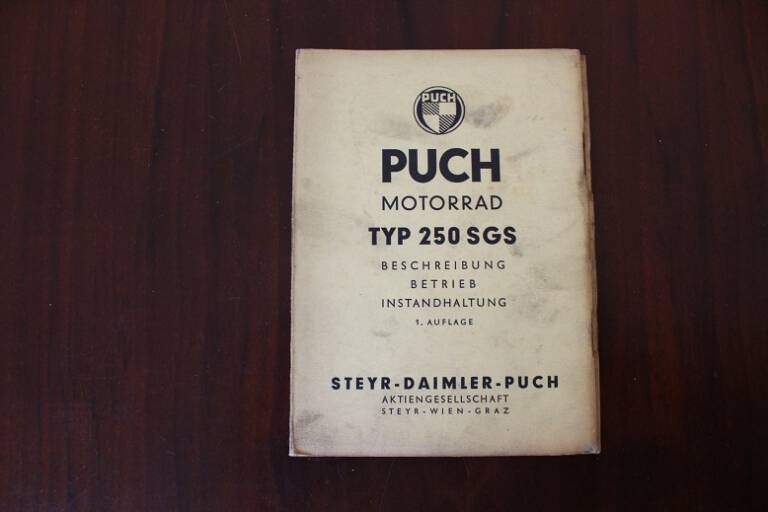 PUCH
PUCH
MOTORRAD
TYP 250 SGS
BESCHREIBUNG
BETRIEB
INSTANDHALTUNG
1. AUFLAGE
STEYR-DAIMLER-PUCH
AKTIENGESELLSCHAFT
STEYR-WIEN-GRAZ